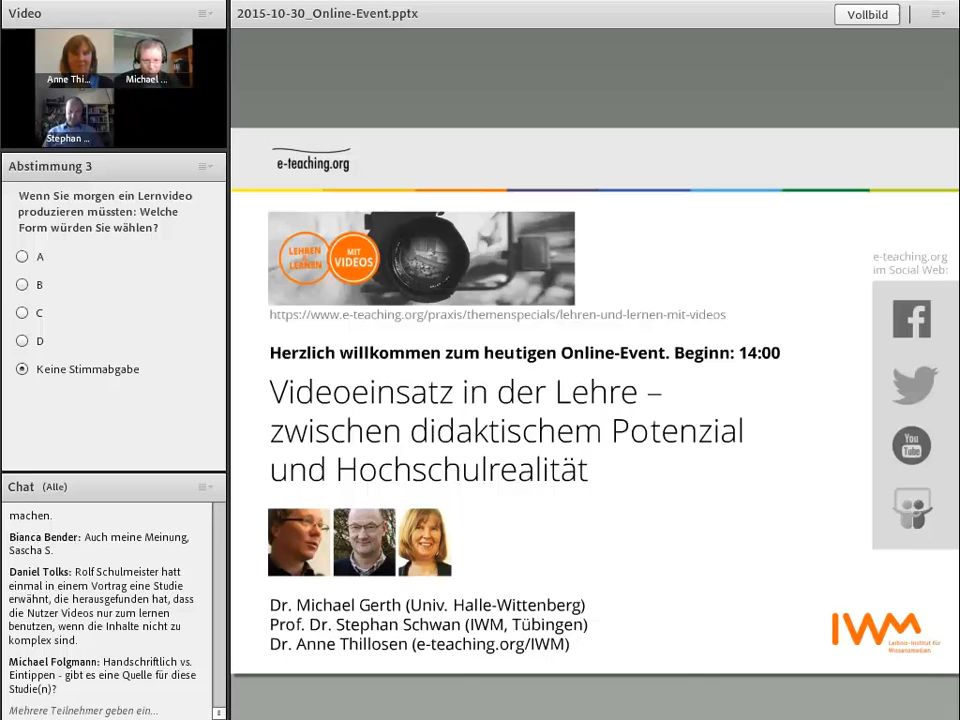 Video
Anne Thi...
Michael ...
Stephan ...
Abstimmung 3
Wenn Sie morgen ein Lernvideo
produzieren müssten: Welche
Form würden Sie wählen?
A
B
C
D
Keine Stimmabgabe
Chat (Alle)
machen.
Bianca Bender: Auch meine Meinung,
Sascha S.
Daniel Tolks: Rolf Schulmeister hatt
einmal in einem Vortrag eine Studie
erwähnt, die herausgefunden hat, dass
die Nutzer Videos nur zum lernen
benutzen, wenn die Inhalte nicht zu
komplex sind.
Michael Folgmann: Handschriftlich vs.
Eintippen - gibt es eine Quelle für diese
Studie(n)?
Mehrere Teilnehmer geben ein...
2015-10-30_Online-Event.pptx
Vollbild
e-teaching.org
LEHREN
&
LERNEN
MIT
VIDEOS
https://www.e-teaching.org/praxis/themenspecials/lehren-und-lernen-mit-videos
Herzlich willkommen zum heutigen Online-Event. Beginn: 14:00
Videoeinsatz in der Lehre –
zwischen didaktischem Potenzial
und Hochschulrealität
Dr. Michael Gerth (Univ. Halle-Wittenberg)
Prof. Dr. Stephan Schwan (IWM, Tübingen)
Dr. Anne Thillosen (e-teaching.org/IWM)
e-teaching.org
im Social Web:
You
Tube
IWM
Leibniz-Institut für
Wissensmedien